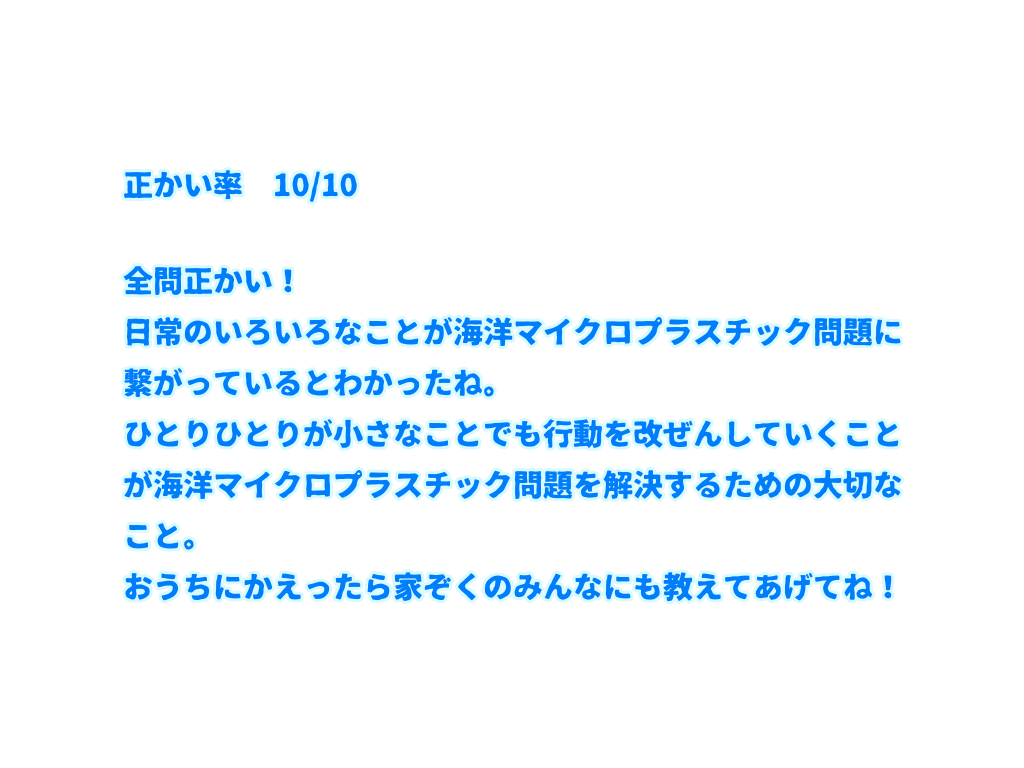 正かい率　10/10
全問正かい！
日常のいろいろなことが海洋マイクロプラスチック問題に
繋がっているとわかったね。
ひとりひとりが小さなことでも行動を改ぜんしていくこと
が海洋マイクロプラスチック問題を解決するための大切な
こと。
おうちにかえったら家ぞくのみんなにも教えてあげてね！